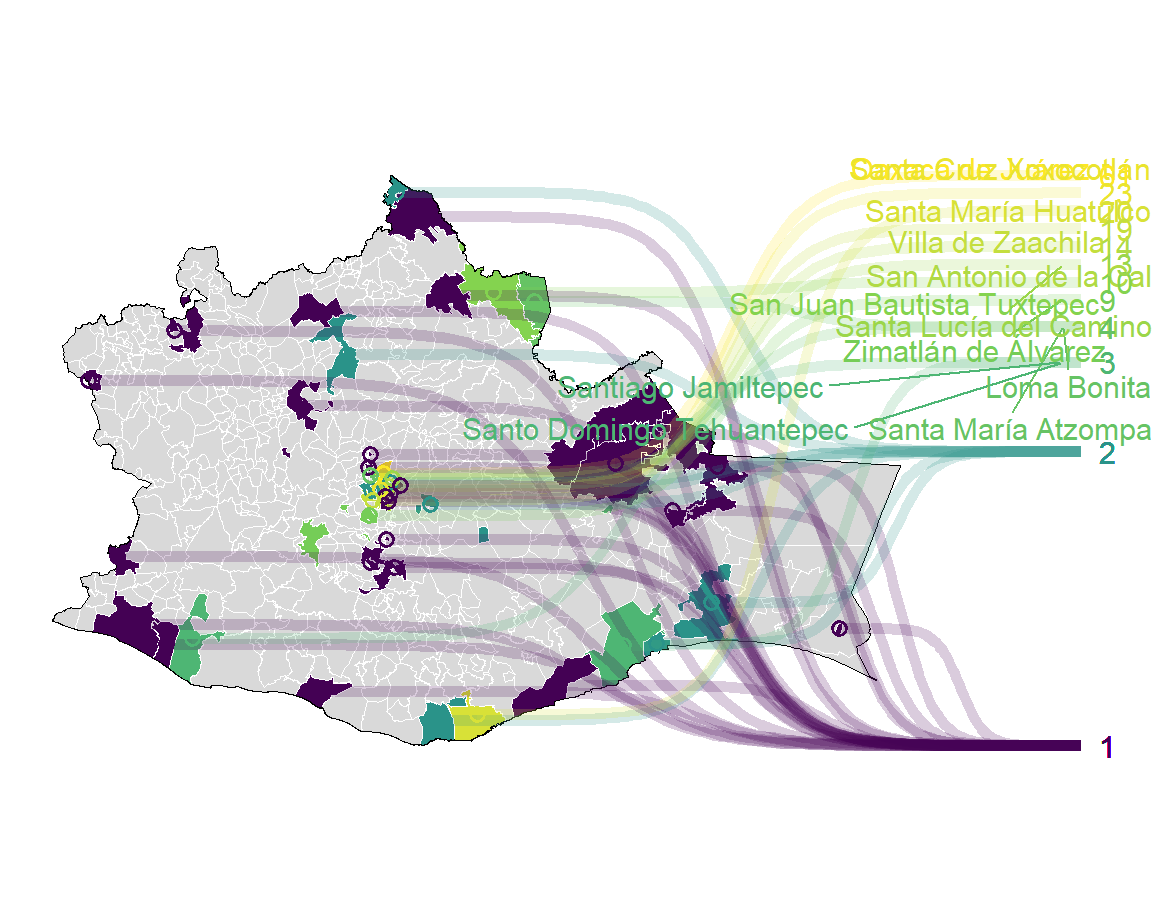 Santa Cruz Xoxocotlán
Oaxaca de Juárez
23
Santa María Huatulco
19
Villa de Zaachila
14
13
San Antonio de la Cal
10
San Juan Bautista Tuxtepec
9
Santa Lucía del Camino
4
Zimatlán de Álvarez
3
Santiago Jamiltepec
Loma Bonita
Santo Domingo Tehuantepec
Santa María Atzompa
2
1